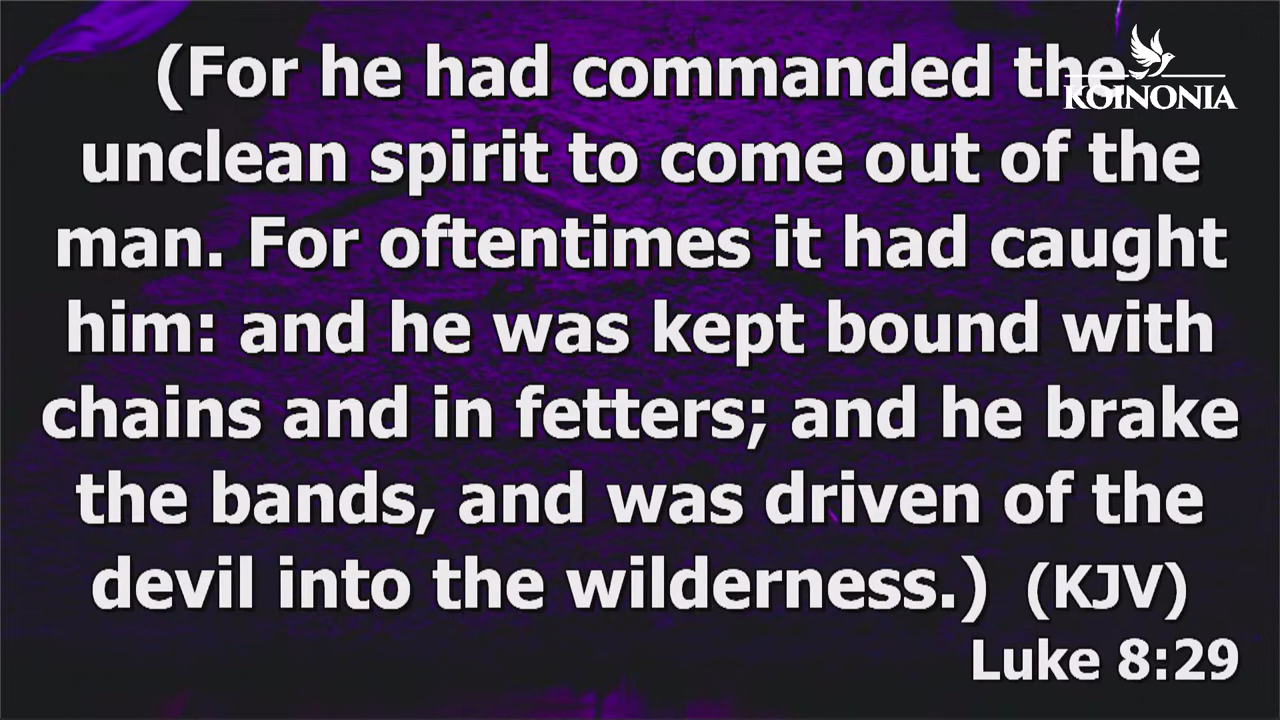 (For he had commanded the
KOINONIA
unclean spirit to come out of the
man. For oftentimes it had caught
him: and he was kept bound with
chains and in fetters; and he brake
the bands, and was driven of the
devil into the wilderness.) (KJV)
Luke 8:29